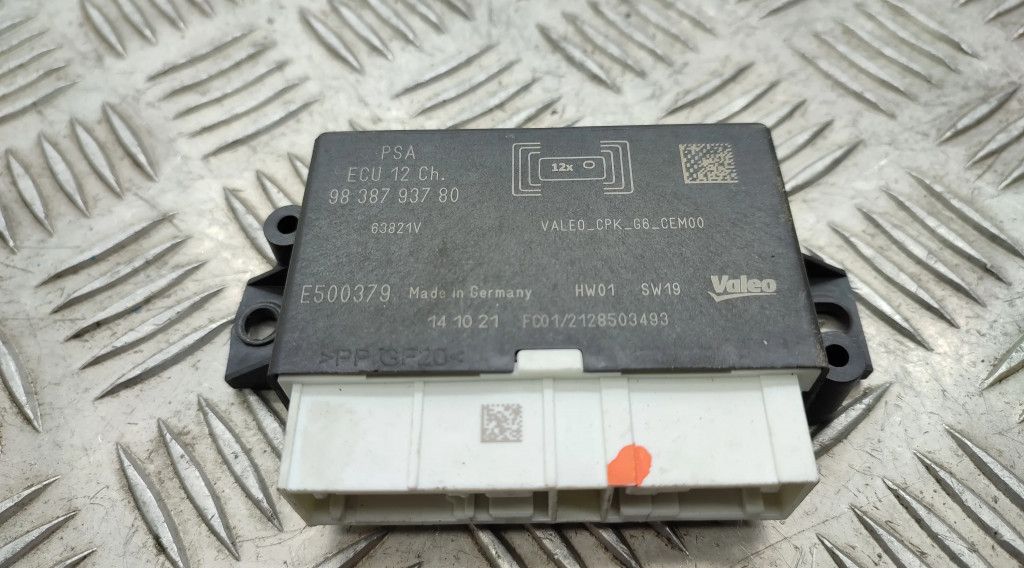 PSA
ECU 12 Ch.
98 387 937 80
63821V
12x
VALEO_CPK_G6_CEM00
E500379 Made in Germany HW01 SW19 Valeo
14 10 21 FC01/2128503493
>PP GF20<